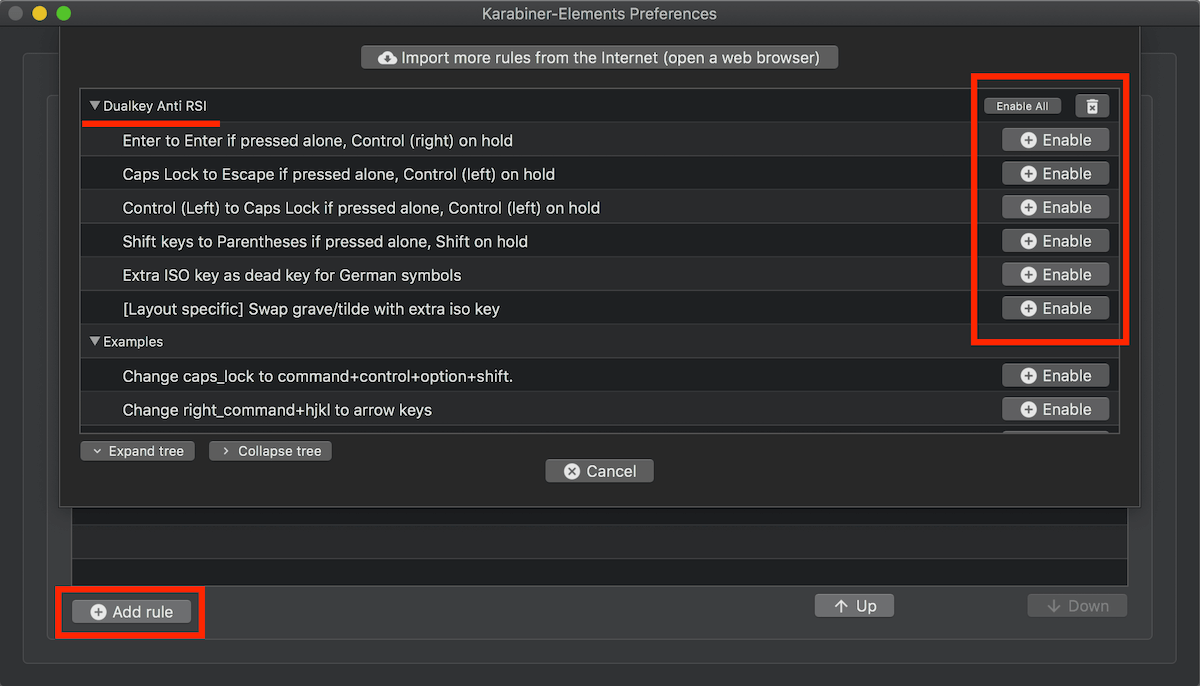 Karabiner-Elements Preferences
Import more rules from the Internet (open a web browser)
Dualkey Anti RSI Enable All
Enter to Enter if pressed alone, Control (right) on hold Enable
Caps Lock to Escape if pressed alone, Control (left) on hold Enable
Control (Left) to Caps Lock if pressed alone, Control (left) on hold Enable
Shift keys to Parentheses if pressed alone, Shift on hold Enable
Extra ISO key as dead key for German symbols Enable
[Layout specific] Swap grave/tilde with extra iso key Enable
Examples
Change caps_lock to command+control+option+shift. Enable
Change right_command+hjkl to arrow keys Enable
Expand tree Collapse tree
Cancel
Add rule Up Down